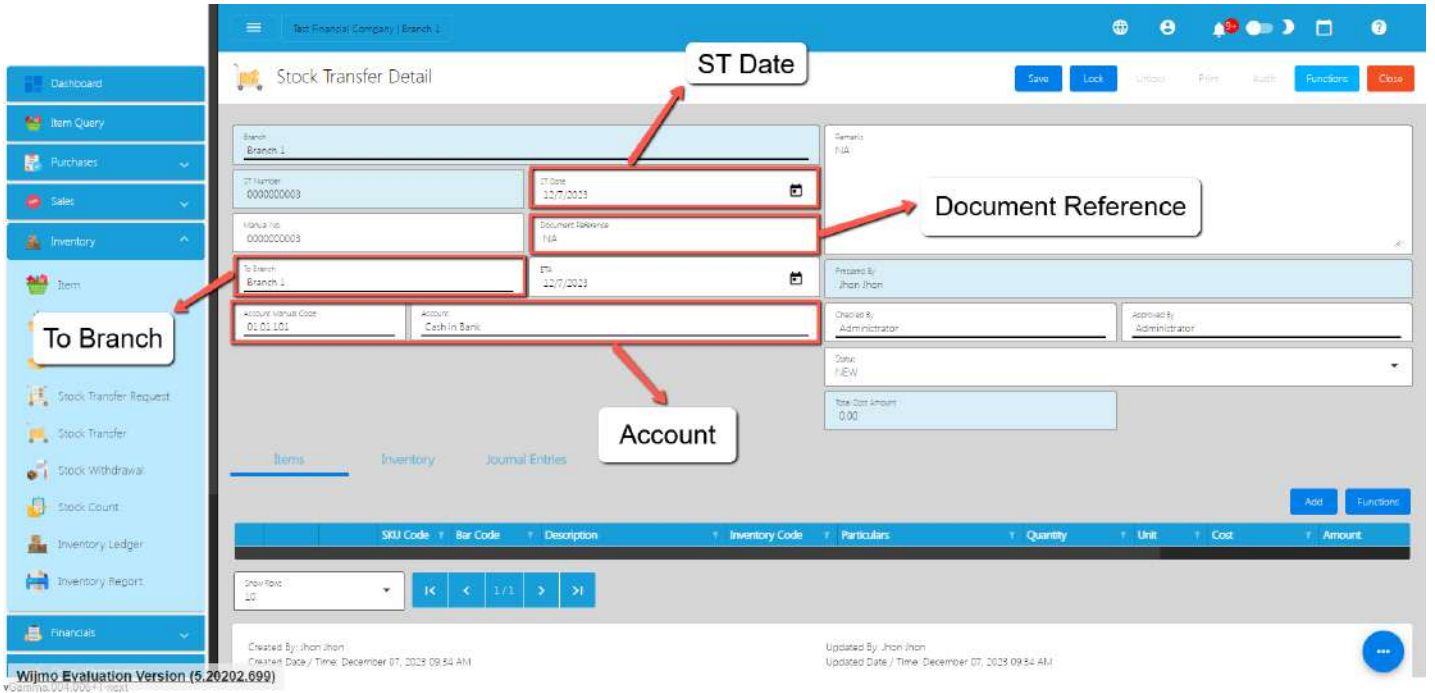 Test Financial Company | Branch 1
9+
Stock Transfer Detail
ST Date
Save
Lock
Unlock
Print
Audit
Functions
Close
Dashboard
Item Query
Purchases
Sales
Inventory
Item
To Branch
Stock Transfer Request
Stock Transfer
Stock Withdrawal
Stock Count
Inventory Ledger
Inventory Report
Financials
Branch
Branch 1
Remarks
NA
ST Number
0000000003
ST Date
12/7/2023
Document Reference
Manual No.
0000000003
Document Reference
NA
To Branch
Branch 1
ETA
12/7/2023
Prepared By
Jhon Jhon
Account Manual Code
01.01.101
Account
Cash in Bank
Checked By
Administrator
Approved By
Administrator
Status
NEW
Account
Total Cost Amount
0.00
Items
Inventory
Journal Entries
Add
Functions
SKU Code
Bar Code
Description
Inventory Code
Particulars
Quantity
Unit
Cost
Amount
Show Rows
10
1/1
Created By: Jhon Jhon
Created Date / Time: December 07, 2023 09:34 AM
Updated By: Jhon Jhon
Updated Date / Time: December 07, 2023 09:34 AM
Wijmo Evaluation Version (5.20202.699)